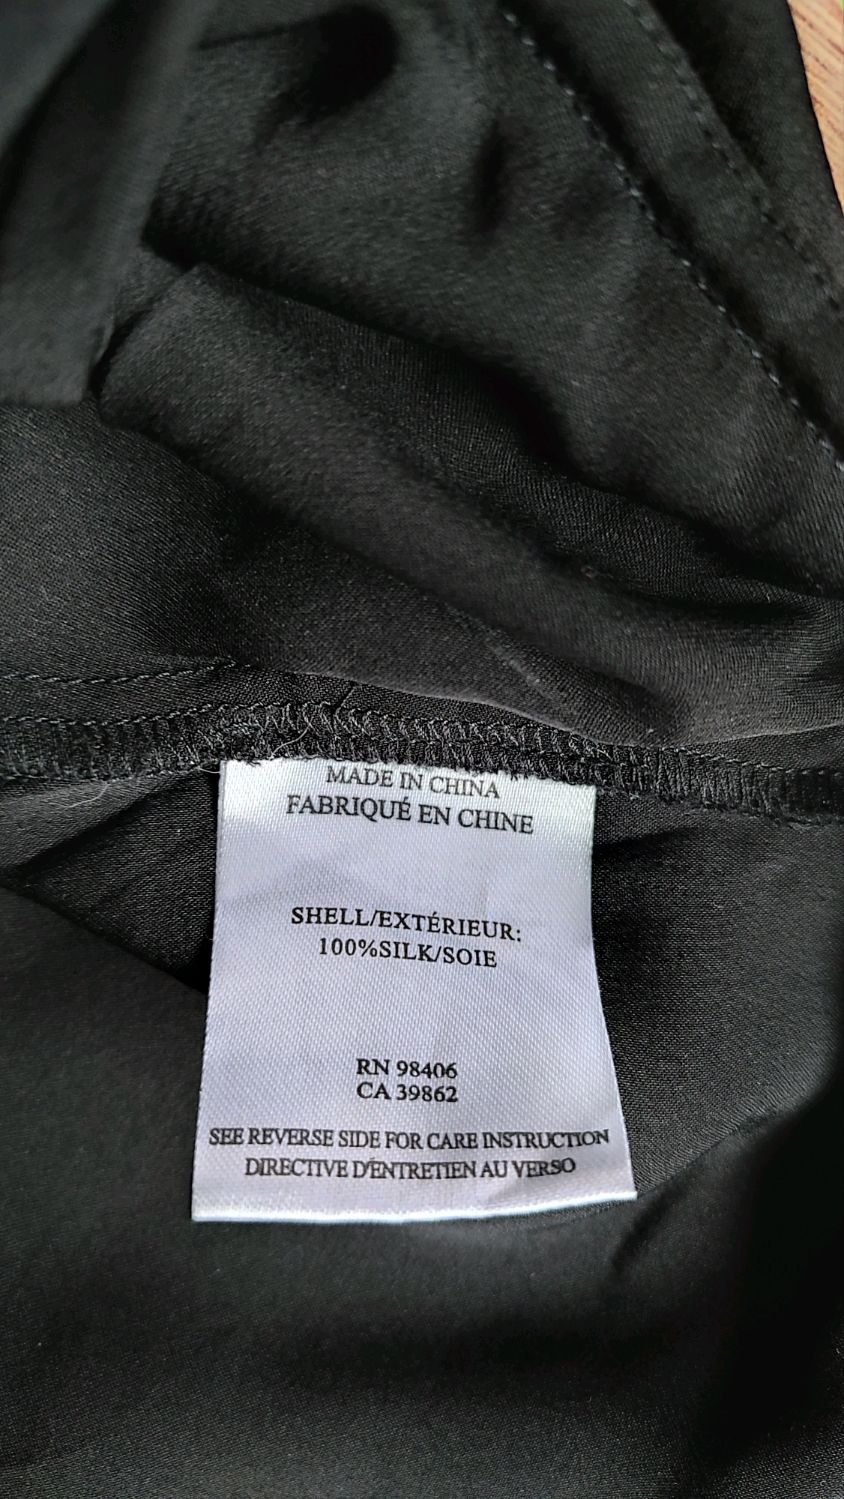 MADE IN CHINA
FABRIQUÉ EN CHINE
SHELL/EXTÉRIEUR:
100%SILK/SOIE
RN 98406
CA 39862
SEE REVERSE SIDE FOR CARE INSTRUCTION
DIRECTIVE D'ENTRETIEN AU VERSO